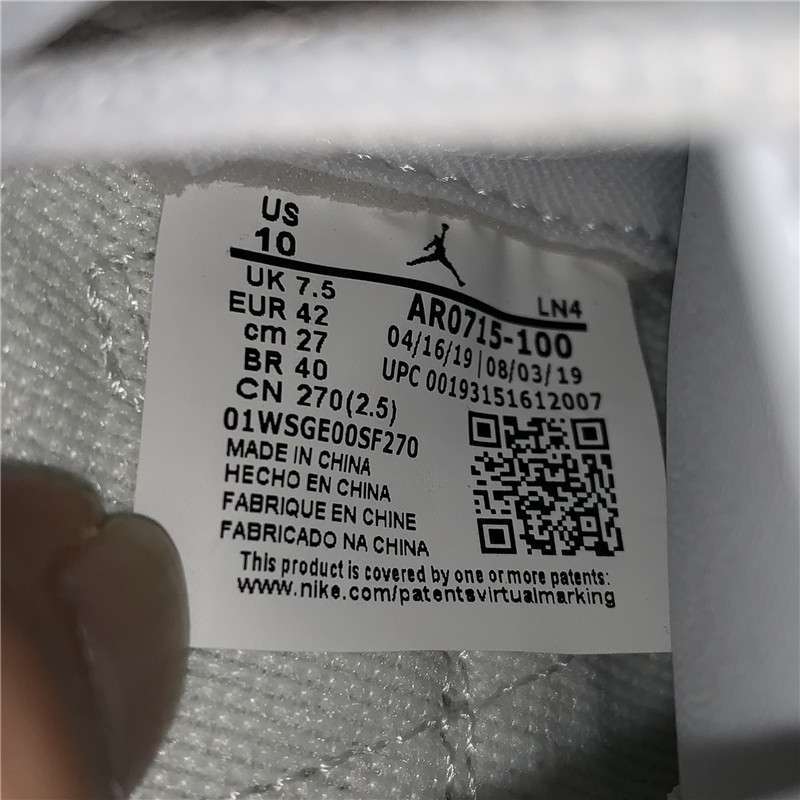 US
10
UK 7.5
EUR 42
cm 27
BR 40
CN 270(2.5)
LN4
AR0715-100
04/16/19 | 08/03/19
UPC 00193151612007
01WSGE00SF270
MADE IN CHINA
HECHO EN CHINA
FABRIQUE EN CHINE
FABRICADO NA CHINA
This product is covered by one or more patents:
www.nike.com/patentsvirtualmarking